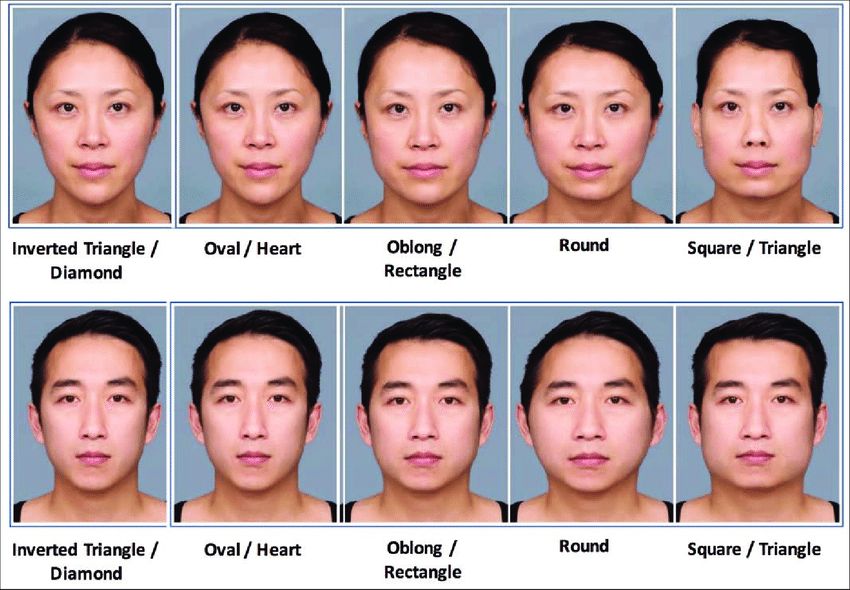 Inverted Triangle /
Diamond
Oval / Heart
Oblong /
Rectangle
Round
Square / Triangle
Inverted Triangle /
Diamond
Oval / Heart
Oblong /
Rectangle
Round
Square / Triangle